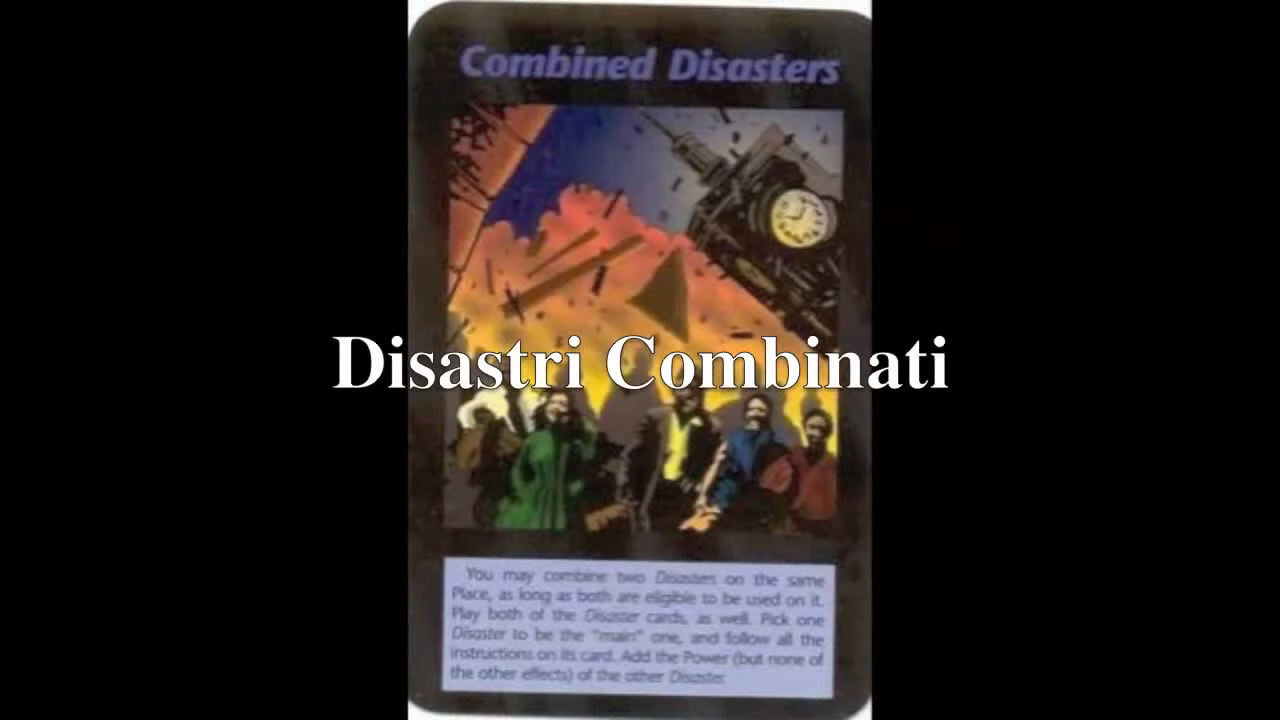 Combined Disasters
Disastri Combinati
You may combine two Disasters on the same
Place, as long as both are eligible to be used on it.
Play both of the Disaster cards, as well. Pick one
Disaster to be the "main" one, and follow all the
instructions on its card. Add the Power (but none of
the other effects) of the other Disaster.